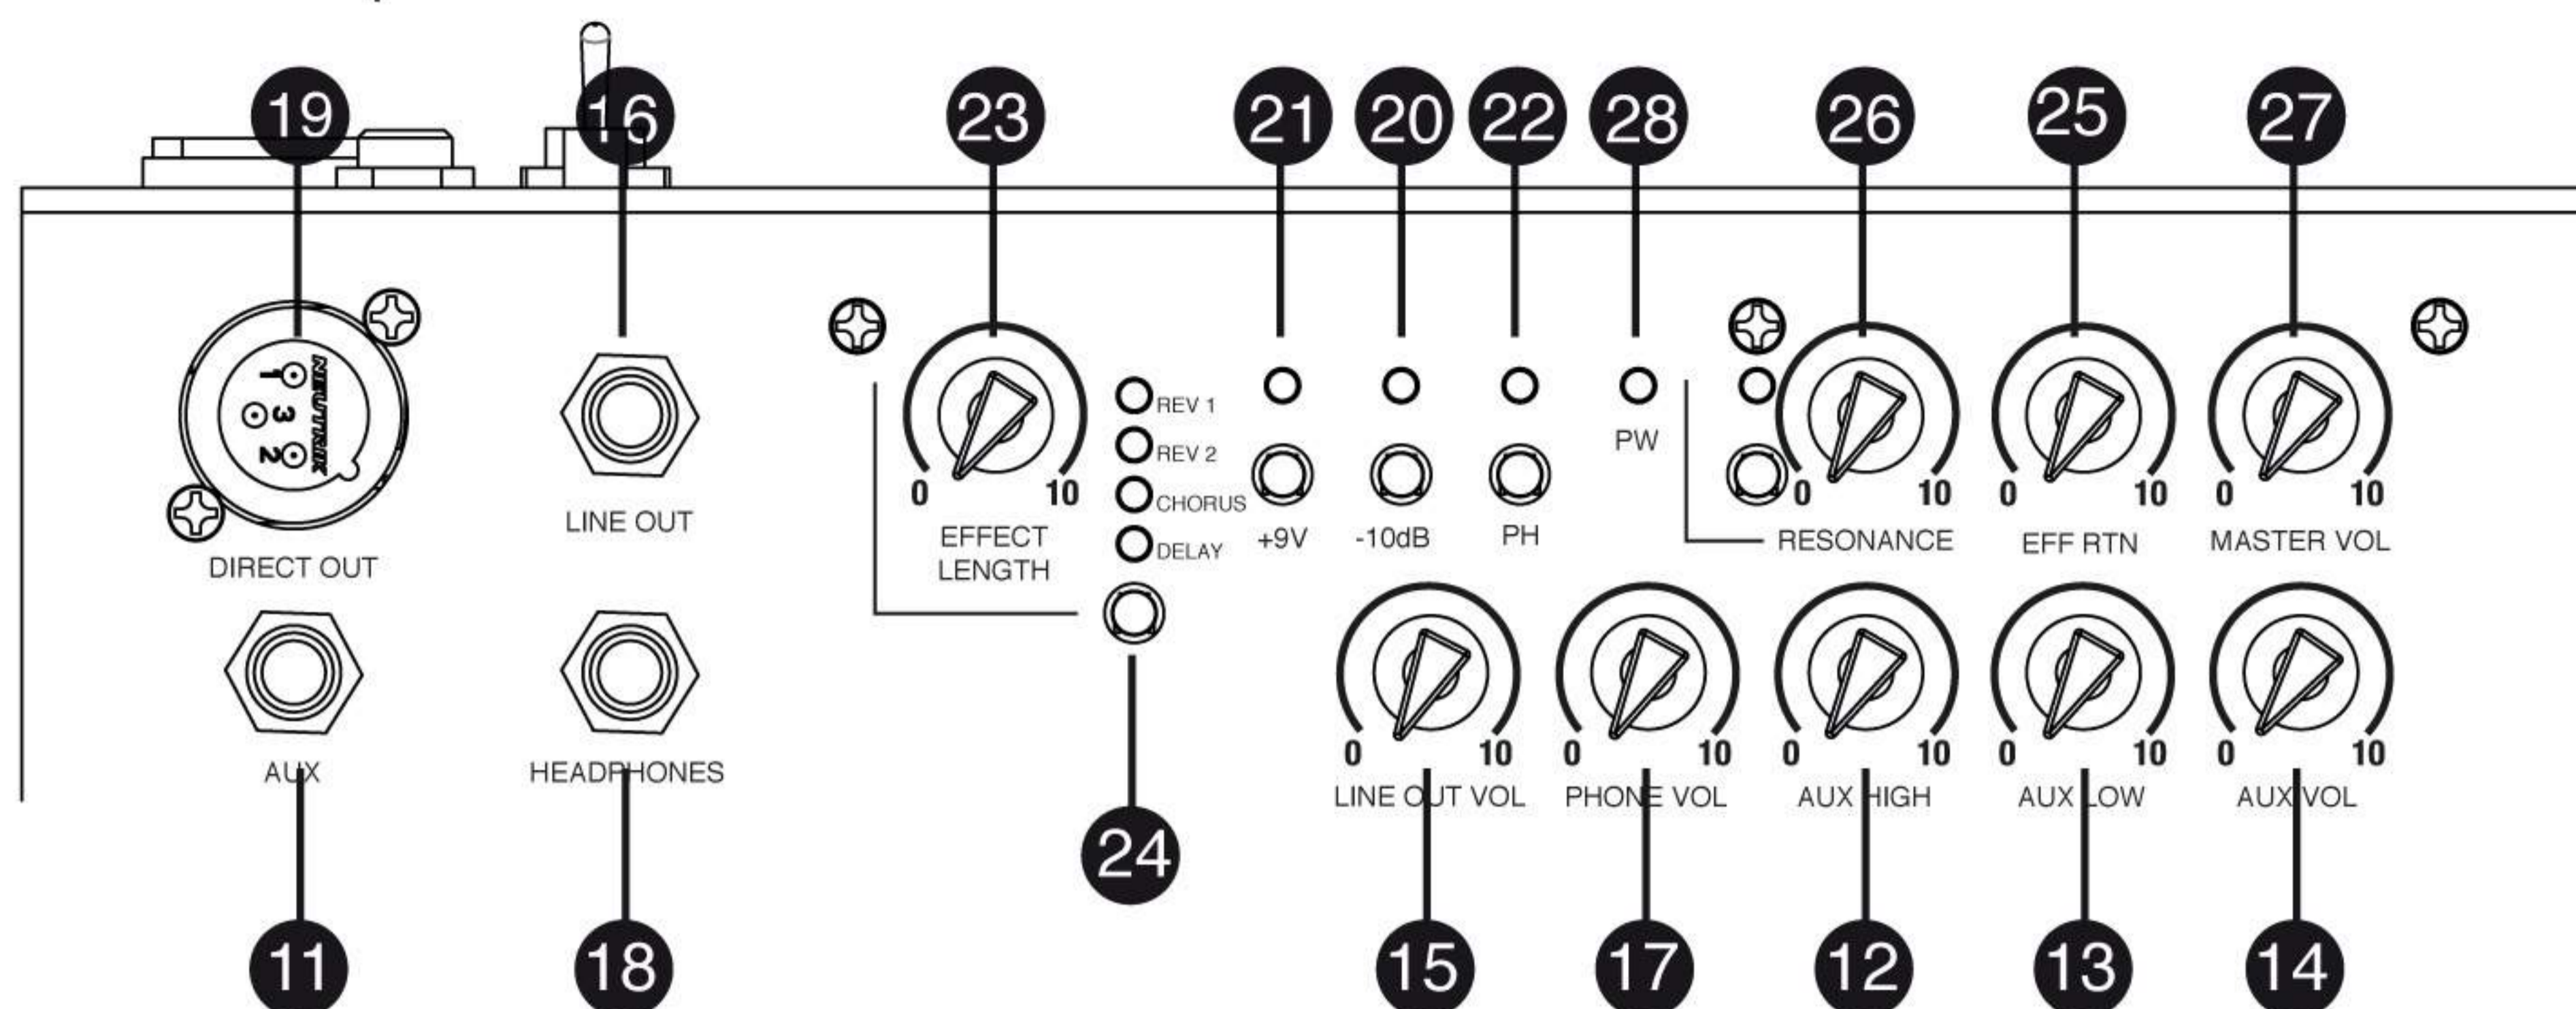 19 16 23 21 20 22 28 26 25 27
1
3
2
NEUTRIK
DIRECT OUT
LINE OUT
0 10
EFFECT
LENGTH
REV 1
REV 2
CHORUS
DELAY
+9V
-10dB
PH
PW
0 10
RESONANCE
0 10
EFF RTN
0 10
MASTER VOL
AUX
HEADPHONES
0 10
LINE OUT VOL
0 10
PHONE VOL
0 10
AUX HIGH
0 10
AUX LOW
0 10
AUX VOL
24
11 18 15 17 12 13 14